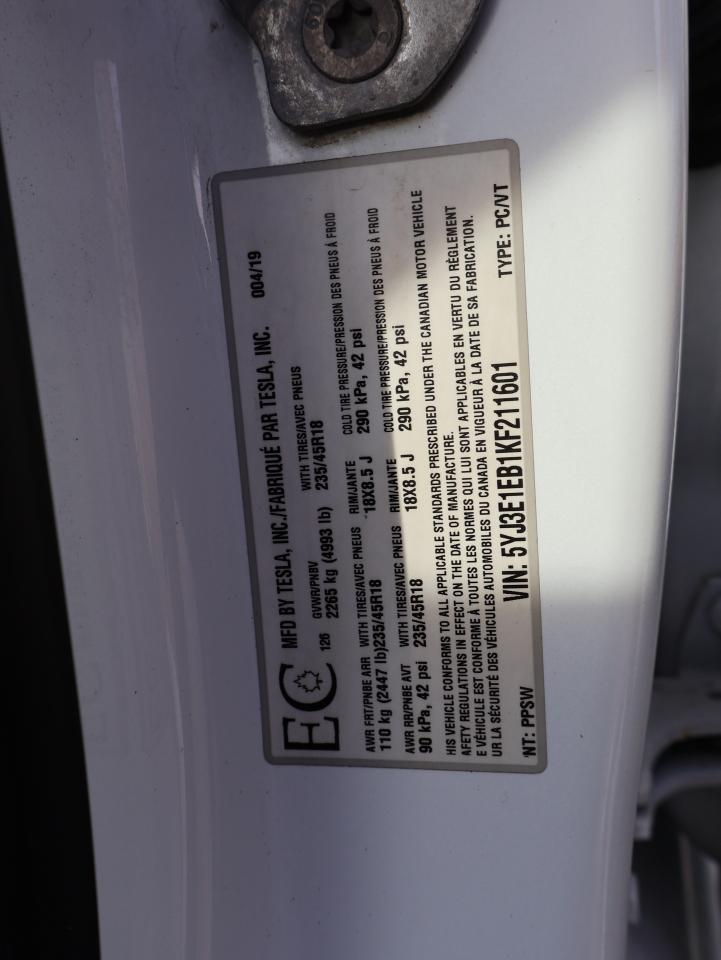 60
EC
MFD BY TESLA, INC./FABRIQUÉ PAR TESLA, INC. 004/19
126 GVWR/PNBV WITH TIRES/AVEC PNEUS
2265 kg (4993 lb) 235/45R18
AWR FRT/PNBE ARR WITH TIRES/AVEC PNEUS RIM/JANTE COLD TIRE PRESSURE/PRESSION DES PNEUS À FROID
110 kg (2447 lb)235/45R18 18X8.5 J 290 kPa, 42 psi
AWR RR/PNBE AVT WITH TIRES/AVEC PNEUS RIM/JANTE COLD TIRE PRESSURE/PRESSION DES PNEUS À FROID
90 kPa, 42 psi 235/45R18 18X8.5 J 290 kPa, 42 psi
HIS VEHICLE CONFORMS TO ALL APPLICABLE STANDARDS PRESCRIBED UNDER THE CANADIAN MOTOR VEHICLE
AFETY REGULATIONS IN EFFECT ON THE DATE OF MANUFACTURE.
E VÉHICULE EST CONFORME À TOUTES LES NORMES QUI LUI SONT APPLICABLES EN VERTU DU RÈGLEMENT
UR LA SÉCURITÉ DES VÉHICULES AUTOMOBILES DU CANADA EN VIGUEUR À LA DATE DE SA FABRICATION.
NT: PPSW VIN: 5YJ3E1EB1KF211601 TYPE: PC/VT